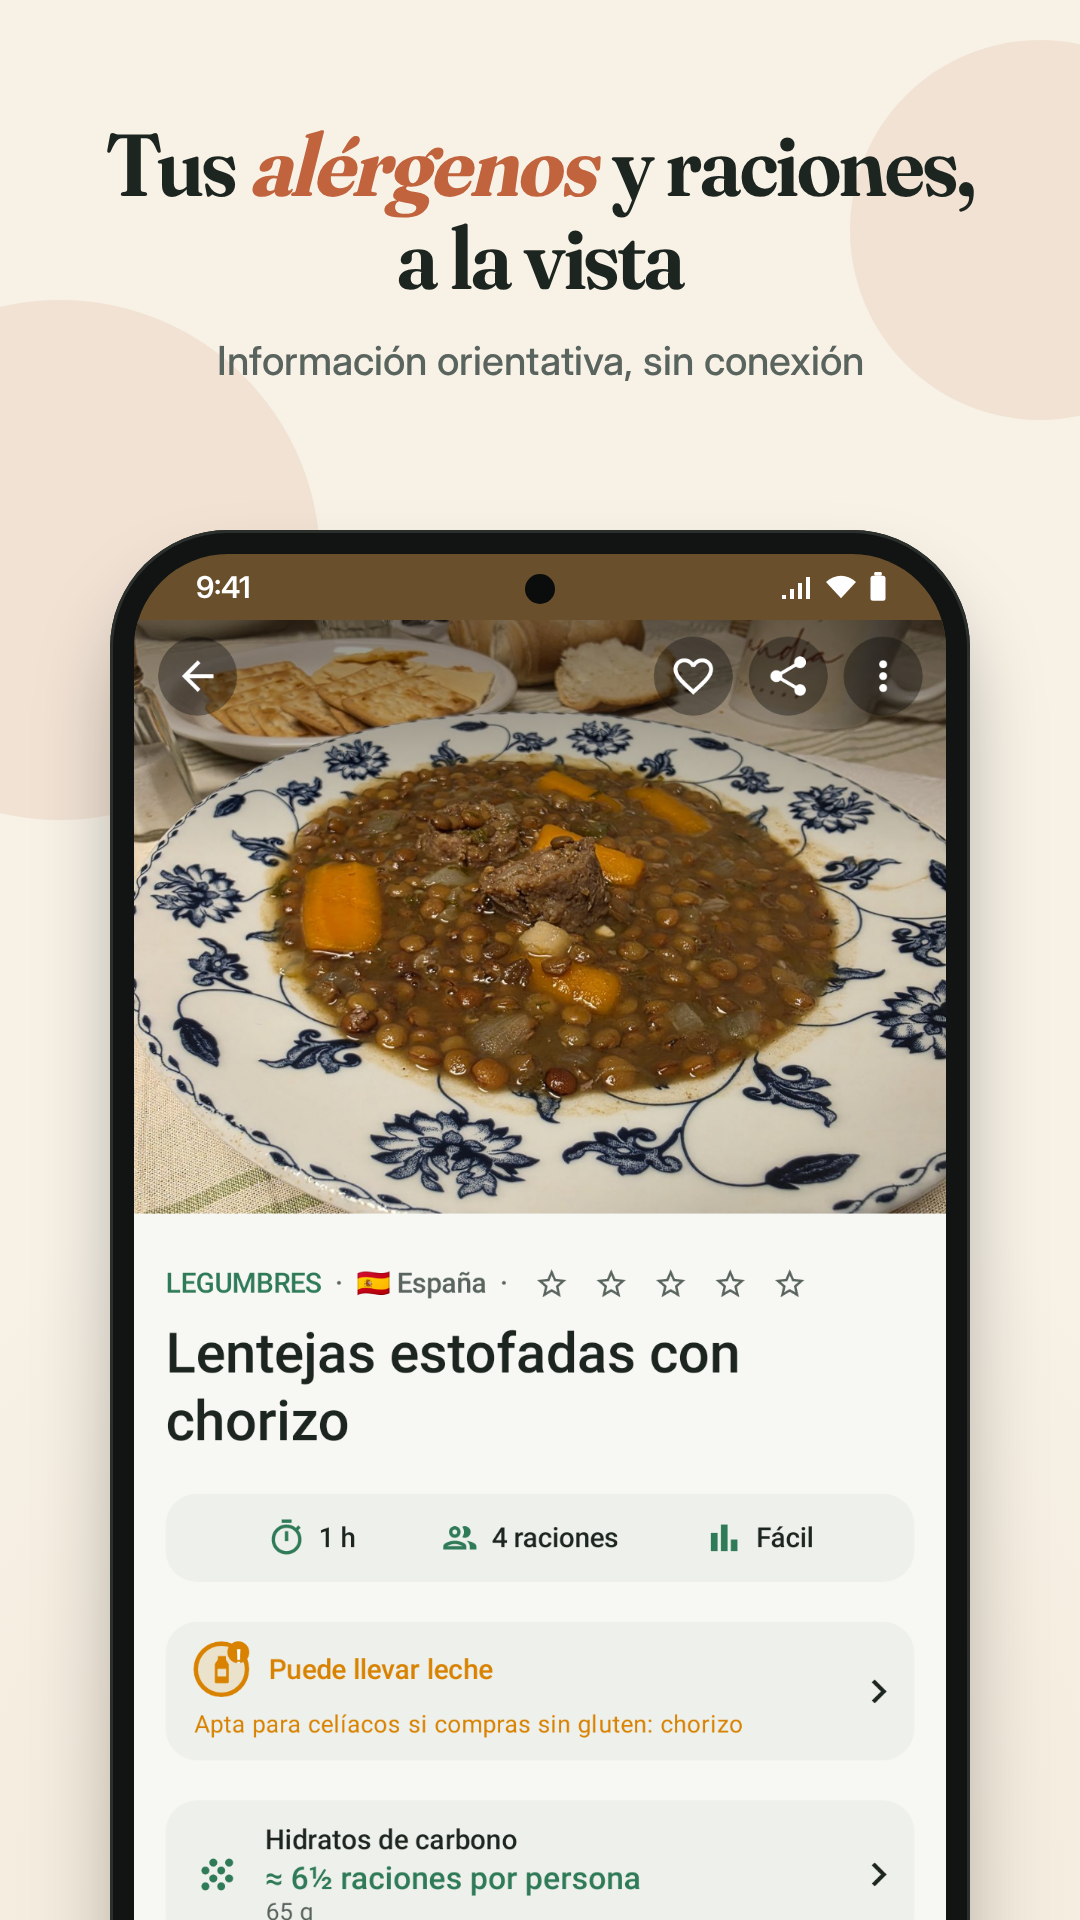 Tus alérgenos y raciones,
a la vista
Información orientativa, sin conexión
9:41
india
LEGUMBRES · España ·
Lentejas estofadas con
chorizo
1 h 4 raciones Fácil
Puede llevar leche
Apta para celíacos si compras sin gluten: chorizo
Hidratos de carbono
≈ 6½ raciones por persona
65 g